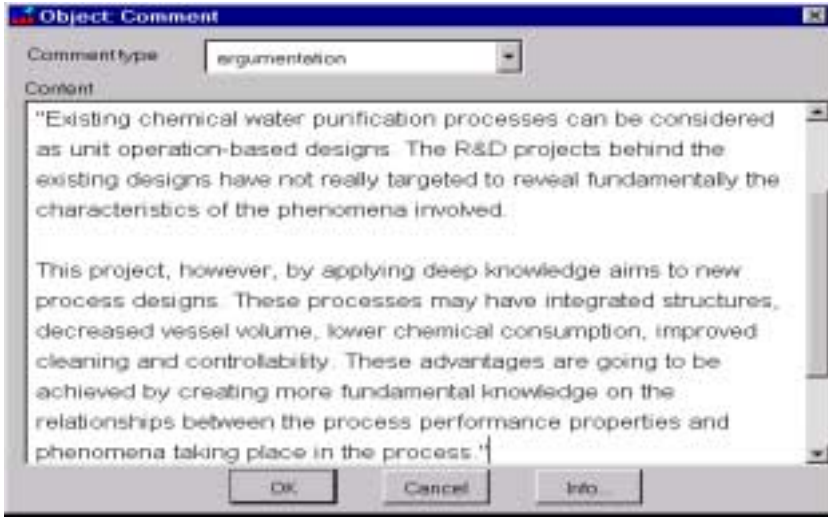 Object: Comment
Comment type argumentation
Content
"Existing chemical water purification processes can be considered
as unit operation-based designs. The R&D projects behind the
existing designs have not really targeted to reveal fundamentally the
characteristics of the phenomena involved.
This project, however, by applying deep knowledge aims to new
process designs. These processes may have integrated structures,
decreased vessel volume, lower chemical consumption, improved
cleaning and controllability. These advantages are going to be
achieved by creating more fundamental knowledge on the
relationships between the process performance properties and
phenomena taking place in the process."
OK Cancel Info...